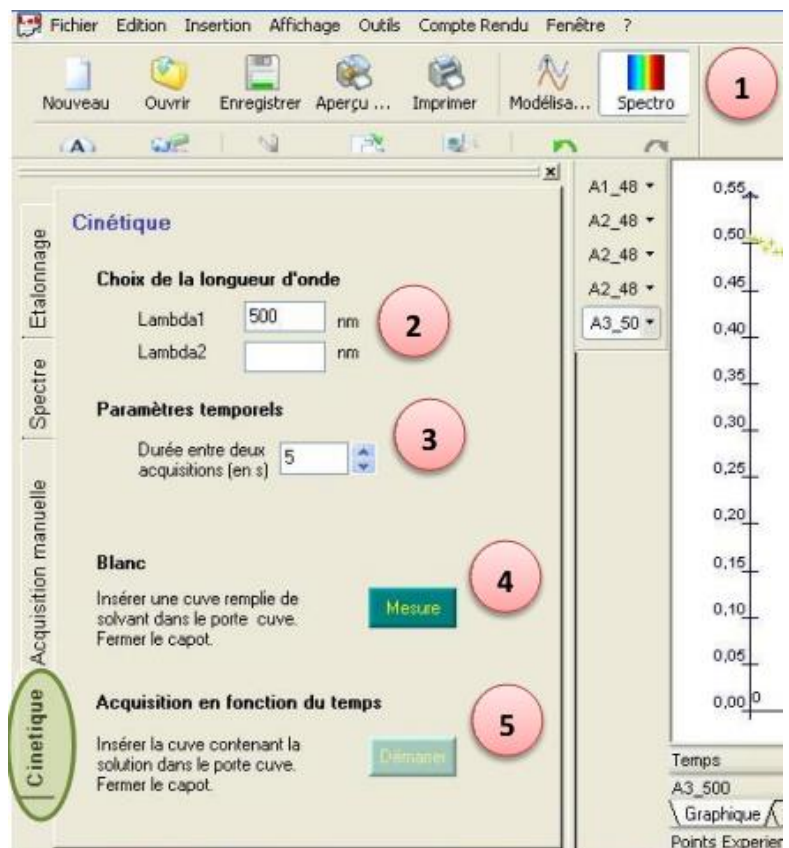 Fichier Edition Insertion Affichage Outils Compte Rendu Fenêtre ?
Nouveau Ouvrir Enregistrer Aperçu ... Imprimer Modélisa... Spectro
1
A
x
Etalonnage
Spectre
Acquisition manuelle
Cinetique
Cinétique
Choix de la longueur d'onde
Lambda1 500 nm
2
Lambda2 nm
Paramètres temporels
Durée entre deux
acquisitions (en s) 5
3
Blanc
Insérer une cuve remplie de
solvant dans le porte cuve.
Fermer le capot.
Mesure
4
Acquisition en fonction du temps
Insérer la cuve contenant la
solution dans le porte cuve.
Fermer le capot.
Démarrer
5
A1_48
A2_48
A2_48
A2_48
A3_50
0,55
0,50
0,45
0,40
0,35
0,30
0,25
0,20
0,15
0,10
0,05
0,00 0
Temps
A3_500
Graphique
Points Experier